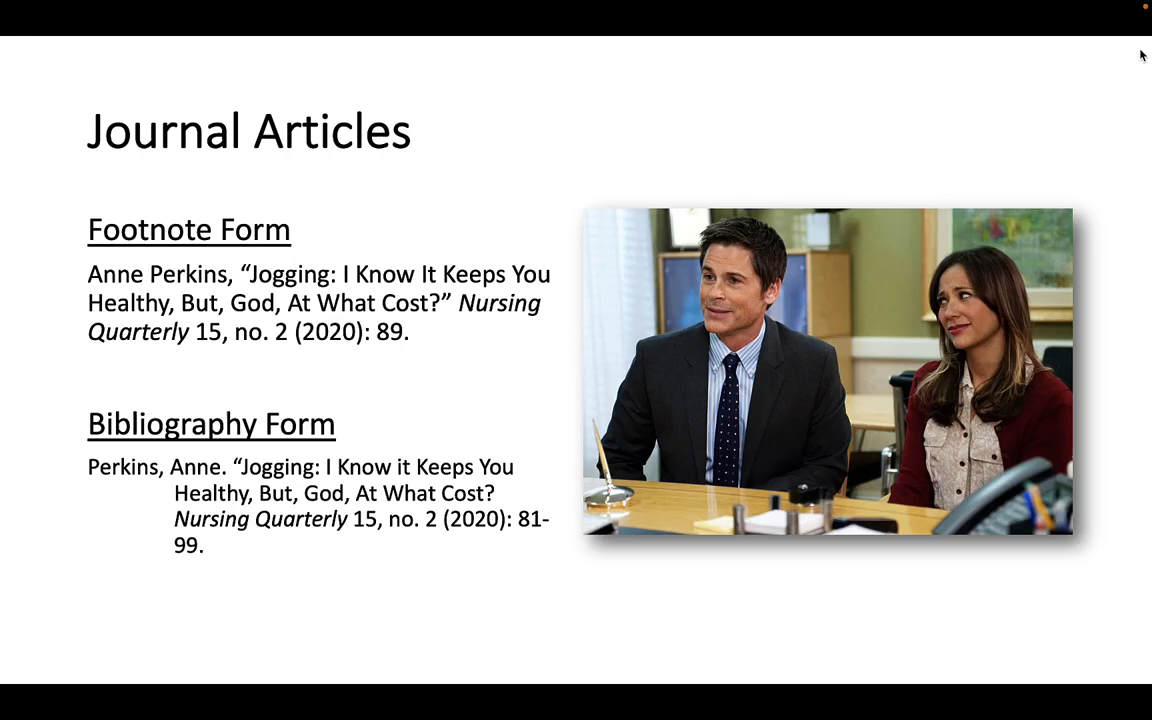 Journal Articles
Footnote Form
Anne Perkins, “Jogging: I Know It Keeps You
Healthy, But, God, At What Cost?” Nursing
Quarterly 15, no. 2 (2020): 89.
Bibliography Form
Perkins, Anne. “Jogging: I Know it Keeps You
Healthy, But, God, At What Cost?
Nursing Quarterly 15, no. 2 (2020): 81-
99.